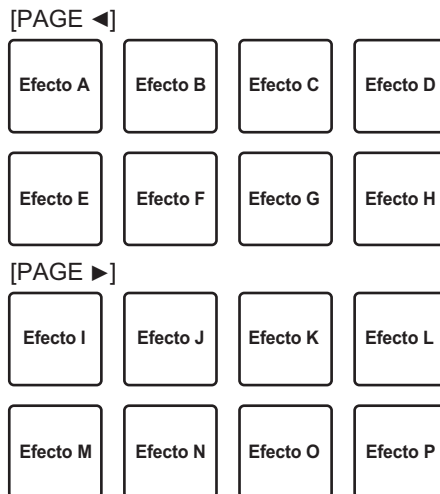 [PAGE ◄]
Efecto A Efecto B Efecto C Efecto D
Efecto E Efecto F Efecto G Efecto H
[PAGE ►]
Efecto I Efecto J Efecto K Efecto L
Efecto M Efecto N Efecto O Efecto P